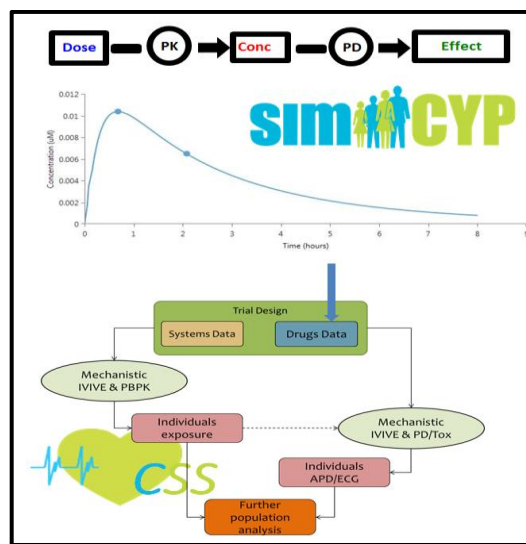 Dose PK Conc PD Effect
simCYP
Concentration (uM)
0.012
0.01
0.008
0.006
0.004
0.002
0
0 1 2 3 4 5 6 7 8 9
Time (hours)
Trial Design
Systems Data Drugs Data
Mechanistic
IVIVE & PBPK
Individuals
exposure
Mechanistic
IVIVE & PD/Tox
CSS
Individuals
APD/ECG
Further
population
analysis